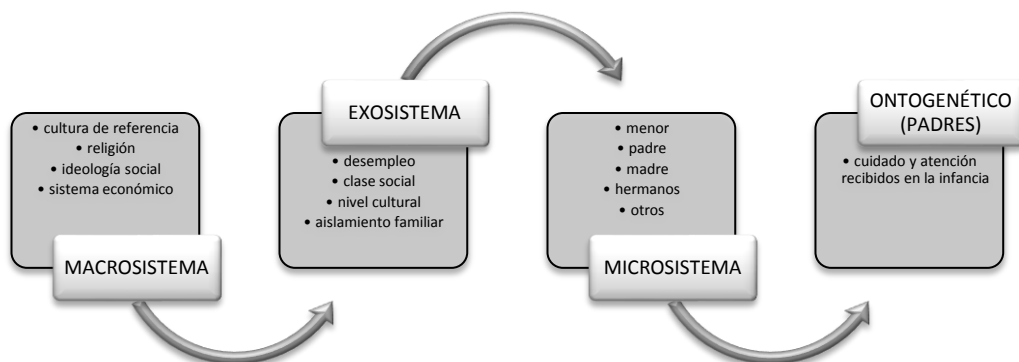 • cultura de referencia
• religión
• ideología social
• sistema económico
MACROSISTEMA
EXOSISTEMA
• desempleo
• clase social
• nivel cultural
• aislamiento familiar
• menor
• padre
• madre
• hermanos
• otros
MICROSISTEMA
ONTOGENÉTICO
(PADRES)
• cuidado y atención
recibidos en la infancia